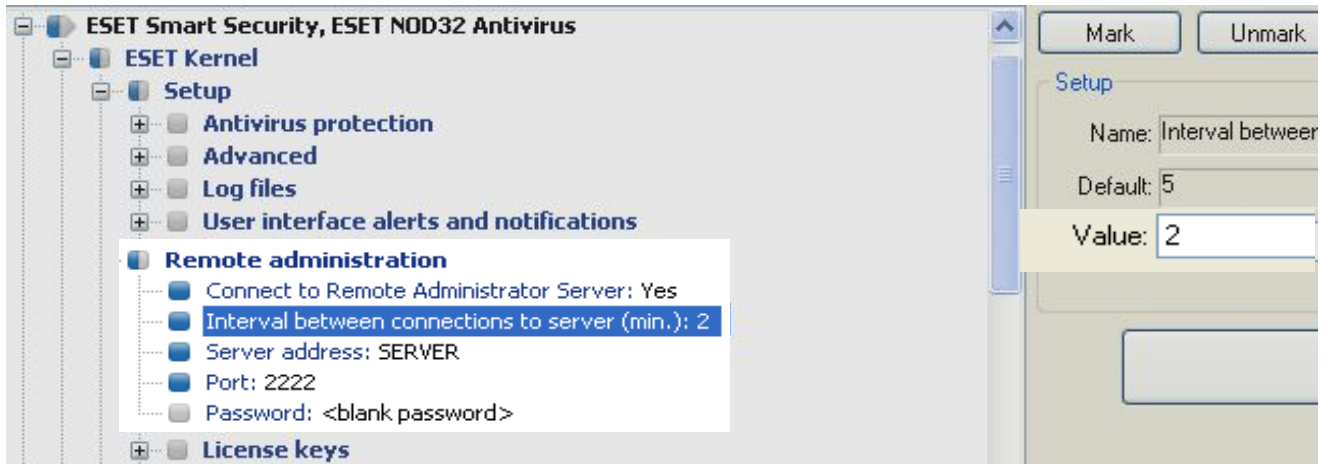 ESET Smart Security, ESET NOD32 Antivirus
ESET Kernel
Setup
Antivirus protection
Advanced
Log files
User interface alerts and notifications
Remote administration
Connect to Remote Administrator Server: Yes
Interval between connections to server (min.): 2
Server address: SERVER
Port: 2222
Password: <blank password>
License keys
Mark Unmark
Setup
Name: Interval between
Default: 5
Value: 2